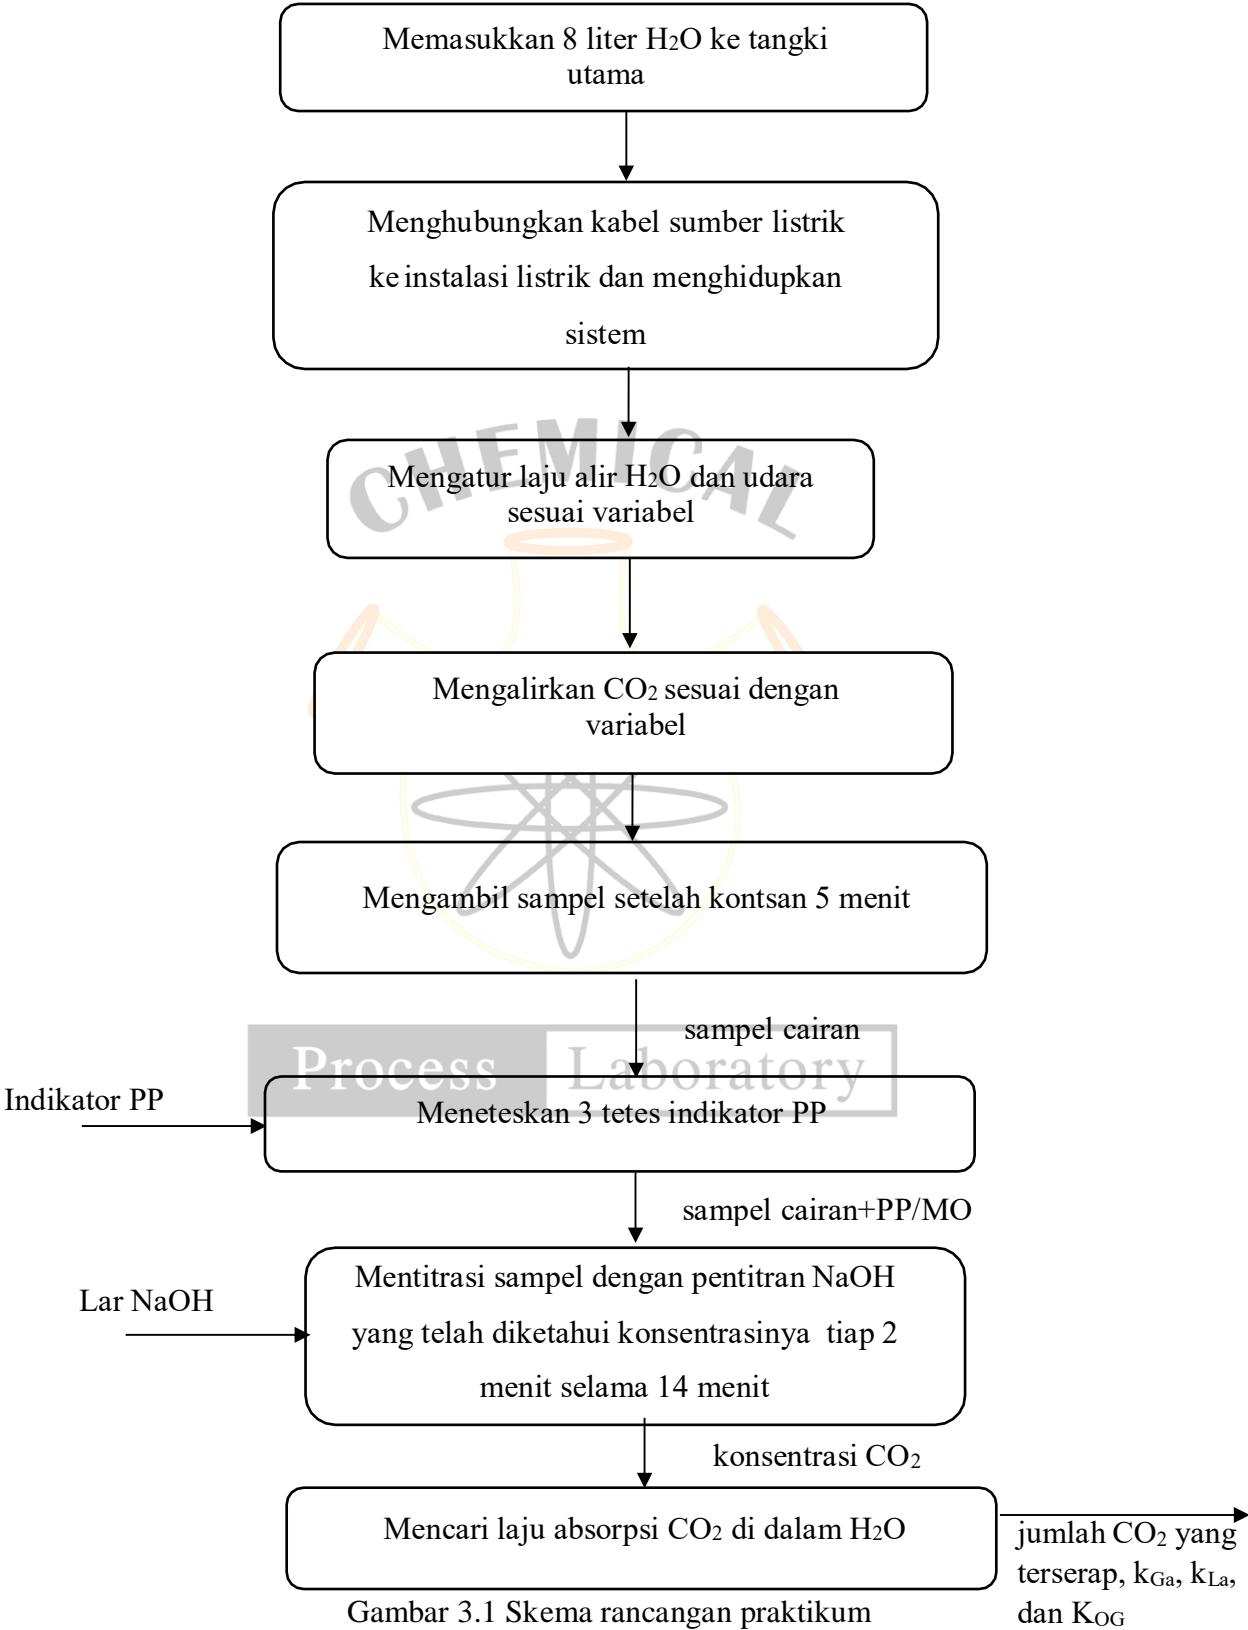 Memasukkan 8 liter H₂O ke tangki
utama
Menghubungkan kabel sumber listrik
ke instalasi listrik dan menghidupkan
sistem
CHEMICAL
Mengatur laju alir H₂O dan udara
sesuai variabel
Mengalirkan CO₂ sesuai dengan
variabel
Mengambil sampel setelah kontsan 5 menit
sampel cairan
Process Laboratory
Indikator PP
Meneteskan 3 tetes indikator PP
sampel cairan+PP/MO
Mentitrasi sampel dengan pentitran NaOH
Lar NaOH
yang telah diketahui konsentrasinya tiap 2
menit selama 14 menit
konsentrasi CO₂
Mencari laju absorpsi CO₂ di dalam H₂O
jumlah CO₂ yang
terserap, kGa, kLa,
dan KOG
Gambar 3.1 Skema rancangan praktikum